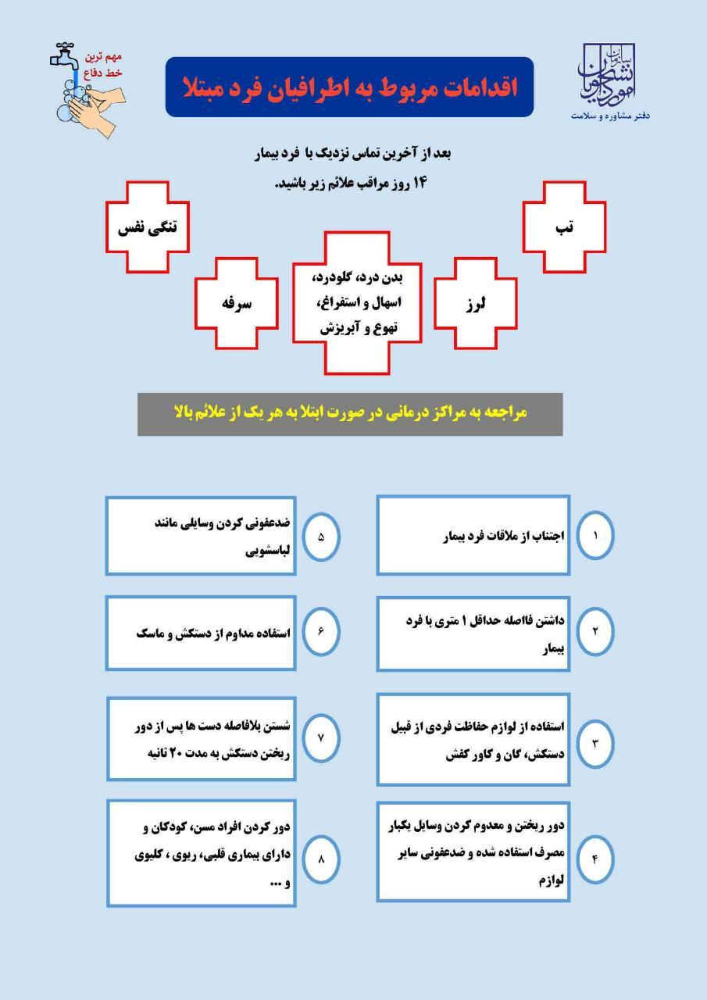 مهم ترین
خط دفاع
اقدامات مربوط به اطرافیان فرد مبتلا
سازمان
امور دانشجویان
دفتر مشاوره و سلامت
بعد از آخرین تماس نزدیک با فرد بیمار
۱۴ روز مراقب علائم زیر باشید.
تب
لرز
بدن درد، گلودرد،
اسهال و استفراغ،
تهوع و آبریزش
سرفه
تنگی نفس
مراجعه به مراکز درمانی در صورت ابتلا به هر یک از علائم بالا
۱
اجتناب از ملاقات فرد بیمار
۲
داشتن فااصله حداقل ۱ متری با فرد
بیمار
۳
استفاده از لوازم حفاظت فردی از قبیل
دستکش، گان و کاور کفش
۴
دور ریختن و معدوم کردن وسایل یکبار
مصرف استفاده شده و ضدعفونی سایر
لوازم
۵
ضدعفونی کردن وسایلی مانند
لباسشویی
۶
استفاده مداوم از دستکش و ماسک
۷
شستن بلافاصله دست ها پس از دور
ریختن دستکش به مدت ۲۰ ثانیه
۸
دور کردن افراد مسن، کودکان و
دارای بیماری قلبی، ریوی ، کلیوی
و ...